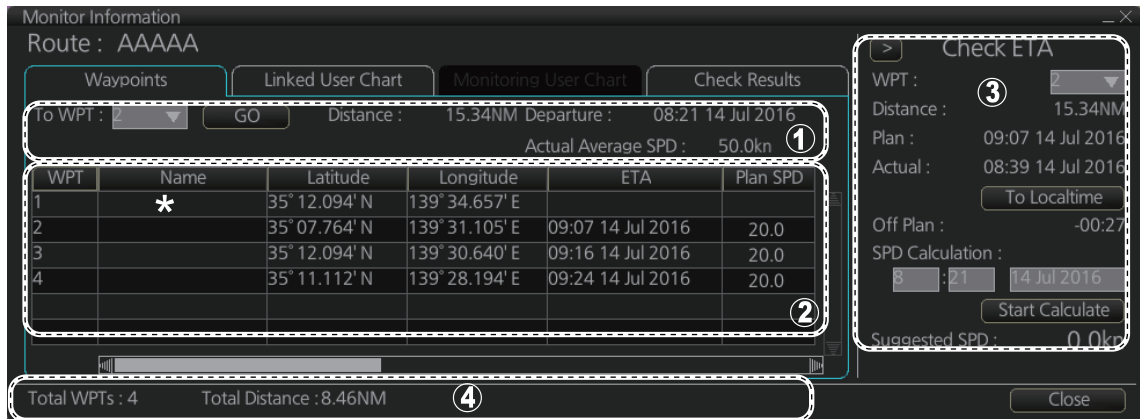 Monitor Information
Route : AAAAA
Waypoints Linked User Chart Monitoring User Chart Check Results
To WPT : 2 GO Distance : 15.34NM Departure : 08:21 14 Jul 2016
Actual Average SPD : 50.0kn
1
WPT Name Latitude Longitude ETA Plan SPD
1 * 35° 12.094' N 139° 34.657' E
2 35° 07.764' N 139° 31.105' E 09:07 14 Jul 2016 20.0
3 35° 12.094' N 139° 30.640' E 09:16 14 Jul 2016 20.0
4 35° 11.112' N 139° 28.194' E 09:24 14 Jul 2016 20.0
2
> Check ETA
WPT : 2
3
Distance : 15.34NM
Plan : 09:07 14 Jul 2016
Actual : 08:39 14 Jul 2016
To Localtime
Off Plan : -00:27
SPD Calculation :
8 :21 14 Jul 2016
Start Calculate
Suggested SPD : 0.0kn
Total WPTs : 4 Total Distance : 8.46NM 4 Close